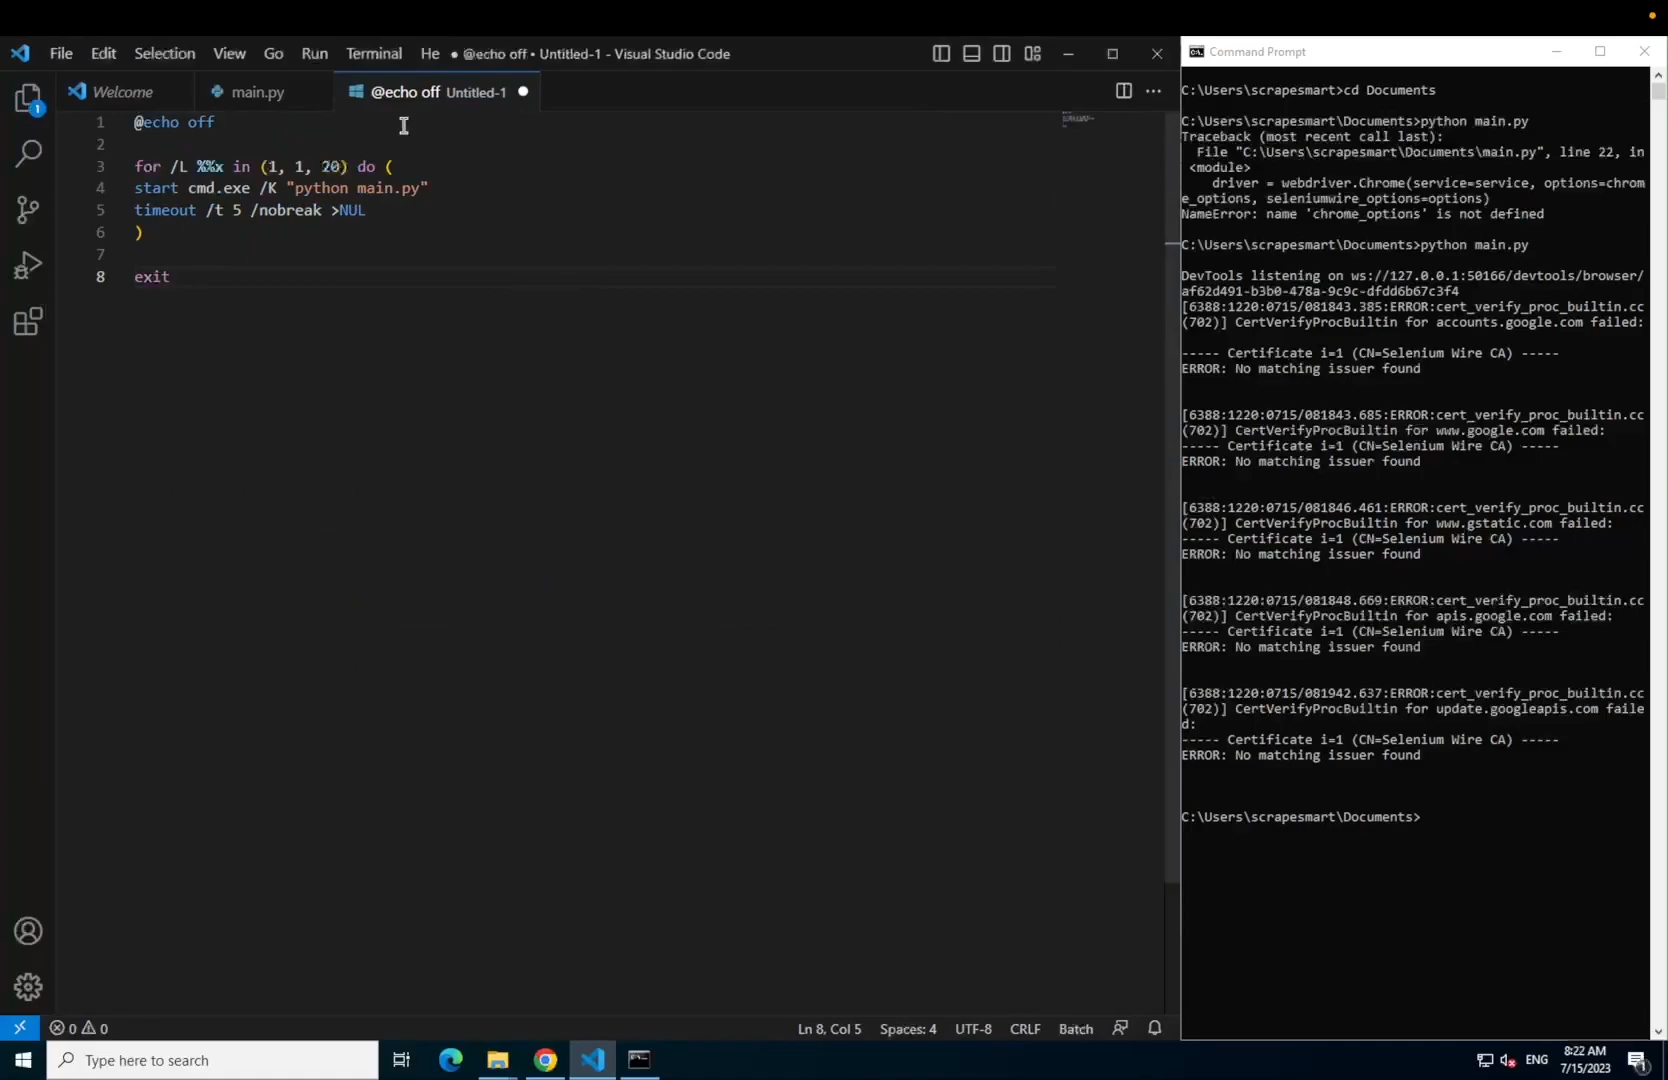 File Edit Selection View Go Run Terminal He ● @echo off • Untitled-1 - Visual Studio Code
Welcome main.py @echo off Untitled-1
1 @echo off
2
3 for /L %%x in (1, 1, 20) do (
4 start cmd.exe /K "python main.py"
5 timeout /t 5 /nobreak >NUL
6 )
7
8 exit
1
0 0 Ln 8, Col 5 Spaces: 4 UTF-8 CRLF Batch
Command Prompt
C:\Users\scrapesmart>cd Documents
C:\Users\scrapesmart\Documents>python main.py
Traceback (most recent call last):
File "C:\Users\scrapesmart\Documents\main.py", line 22, in
<module>
driver = webdriver.Chrome(service=service, options=chrom
e_options, seleniumwire_options=options)
NameError: name 'chrome_options' is not defined
C:\Users\scrapesmart\Documents>python main.py
DevTools listening on ws://127.0.0.1:50166/devtools/browser/
af62d491-b3b0-478a-9c9c-dfdd6b67c3f4
[6388:1220:0715/081843.385:ERROR:cert_verify_proc_builtin.cc
(702)] CertVerifyProcBuiltin for accounts.google.com failed:
----- Certificate i=1 (CN=Selenium Wire CA) -----
ERROR: No matching issuer found
[6388:1220:0715/081843.685:ERROR:cert_verify_proc_builtin.cc
(702)] CertVerifyProcBuiltin for www.google.com failed:
----- Certificate i=1 (CN=Selenium Wire CA) -----
ERROR: No matching issuer found
[6388:1220:0715/081846.461:ERROR:cert_verify_proc_builtin.cc
(702)] CertVerifyProcBuiltin for www.gstatic.com failed:
----- Certificate i=1 (CN=Selenium Wire CA) -----
ERROR: No matching issuer found
[6388:1220:0715/081848.669:ERROR:cert_verify_proc_builtin.cc
(702)] CertVerifyProcBuiltin for apis.google.com failed:
----- Certificate i=1 (CN=Selenium Wire CA) -----
ERROR: No matching issuer found
[6388:1220:0715/081942.637:ERROR:cert_verify_proc_builtin.cc
(702)] CertVerifyProcBuiltin for update.googleapis.com faile
d:
----- Certificate i=1 (CN=Selenium Wire CA) -----
ERROR: No matching issuer found
C:\Users\scrapesmart\Documents>
Type here to search ENG 8:22 AM
7/15/2023 1